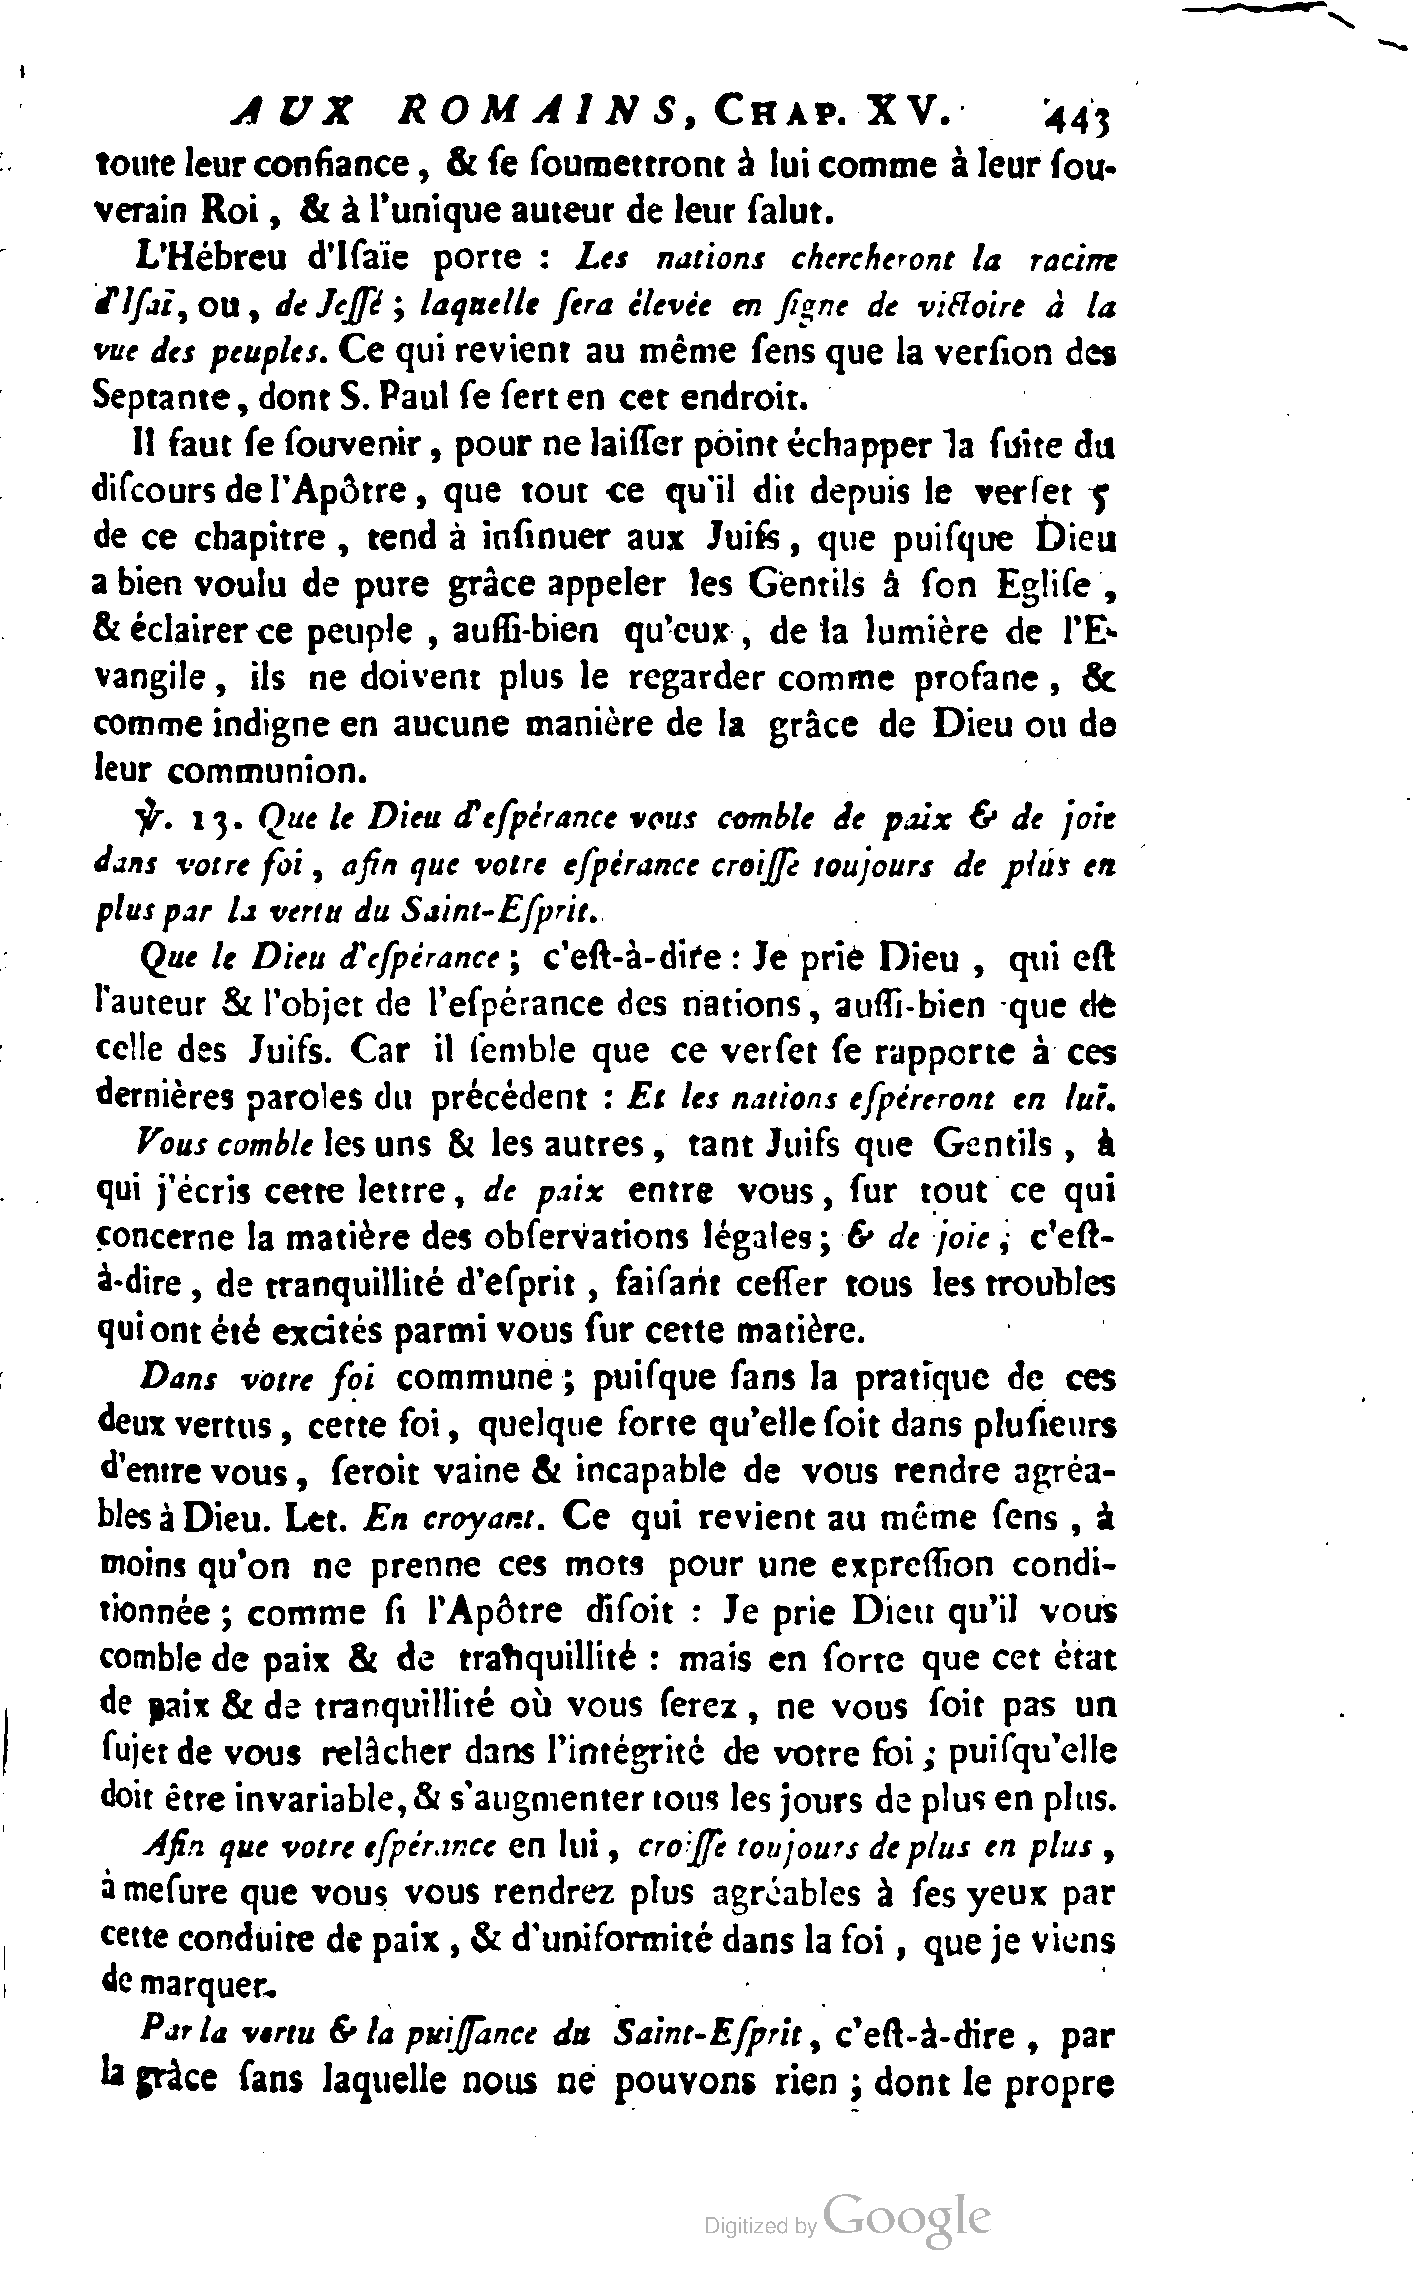 AUX ROMAINS, CHAP. XV. 443
toute leur confiance, & ſe ſoumettront à lui comme à leur ſou-
verain Roi, & à l'unique auteur de leur ſalut.
L'Hébreu d'Iſaïe porte : Les nations chercheront la racine
d'Iſaï, ou, de Jeſſé ; laquelle ſera élevée en ſigne de victoire à la
vue des peuples. Ce qui revient au même ſens que la verſion des
Septante, dont S. Paul ſe ſert en cet endroit.
Il faut ſe ſouvenir, pour ne laiſſer point échapper la ſuite du
diſcours de l'Apôtre, que tout ce qu'il dit depuis le verſet 5
de ce chapitre, tend à inſinuer aux Juifs, que puiſque Dieu
a bien voulu de pure grâce appeler les Gentils à ſon Egliſe,
& éclairer ce peuple, auſſi-bien qu'eux, de la lumière de l'E-
vangile, ils ne doivent plus le regarder comme profane, &
comme indigne en aucune manière de la grâce de Dieu ou de
leur communion.
℣. 13. Que le Dieu d'eſpérance vous comble de paix & de joie
dans votre foi, afin que votre eſpérance croiſſe toujours de plus en
plus par la vertu du Saint-Eſprit.
Que le Dieu d'eſpérance ; c'eſt-à-dire : Je prie Dieu, qui eſt
l'auteur & l'objet de l'eſpérance des nations, auſſi-bien que de
celle des Juifs. Car il ſemble que ce verſet ſe rapporte à ces
dernières paroles du précédent : Et les nations eſpéreront en lui.
Vous comble les uns & les autres, tant Juifs que Gentils, à
qui j'écris cette lettre, de paix entre vous, ſur tout ce qui
concerne la matière des obſervations légales ; & de joie ; c'eſt-
à-dire, de tranquillité d'eſprit, faiſant ceſſer tous les troubles
qui ont été excités parmi vous ſur cette matière.
Dans votre foi commune ; puiſque ſans la pratique de ces
deux vertus, cette foi, quelque forte qu'elle ſoit dans pluſieurs
d'entre vous, ſeroit vaine & incapable de vous rendre agréa-
bles à Dieu. Let. En croyant. Ce qui revient au même ſens, à
moins qu'on ne prenne ces mots pour une expreſſion condi-
tionnée ; comme ſi l'Apôtre diſoit : Je prie Dieu qu'il vous
comble de paix & de tranquillité : mais en ſorte que cet état
de paix & de tranquillité où vous ſerez, ne vous ſoit pas un
ſujet de vous relâcher dans l'intégrité de votre foi ; puiſqu'elle
doit être invariable, & s'augmenter tous les jours de plus en plus.
Afin que votre eſpérance en lui, croiſſe toujours de plus en plus,
à meſure que vous vous rendrez plus agréables à ſes yeux par
cette conduite de paix, & d'uniformité dans la foi, que je viens
de marquer.
Par la vertu & la puiſſance du Saint-Eſprit, c'eſt-à-dire, par
la grâce ſans laquelle nous ne pouvons rien ; dont le propre
Digitized by Google